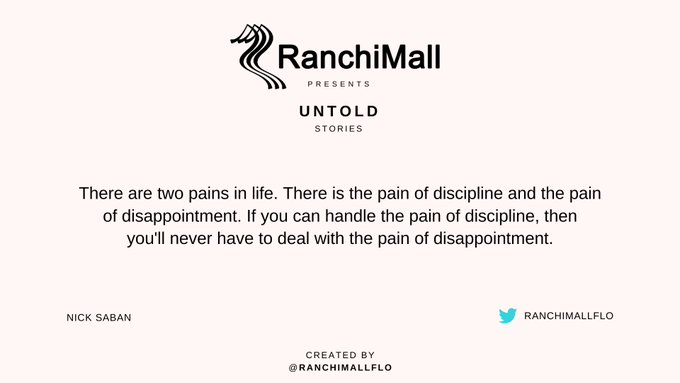 RanchiMall
PRESENTS
UNTOLD
STORIES
There are two pains in life. There is the pain of discipline and the pain
of disappointment. If you can handle the pain of discipline, then
you'll never have to deal with the pain of disappointment.
NICK SABAN
RANCHIMALLFLO
CREATED BY
@RANCHIMALLFLO